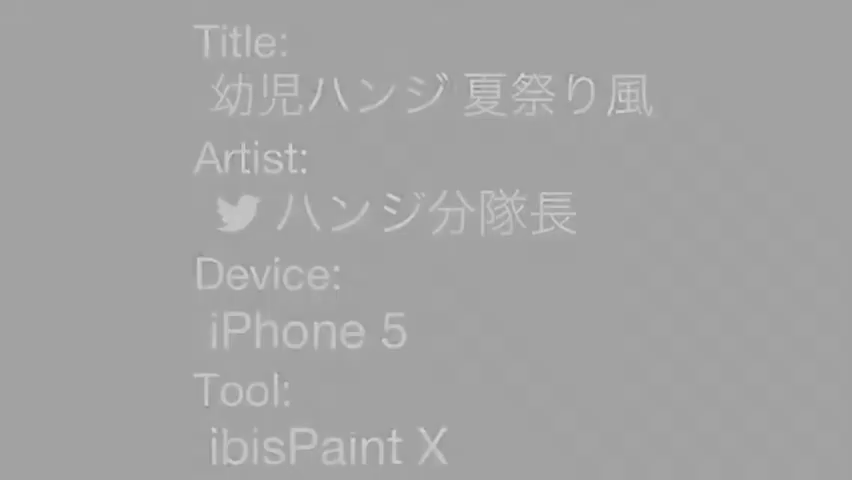 Title:
幼児ハンジ 夏祭り風
Artist:
ハンジ分隊長
Device:
iPhone 5
Tool:
ibisPaint X